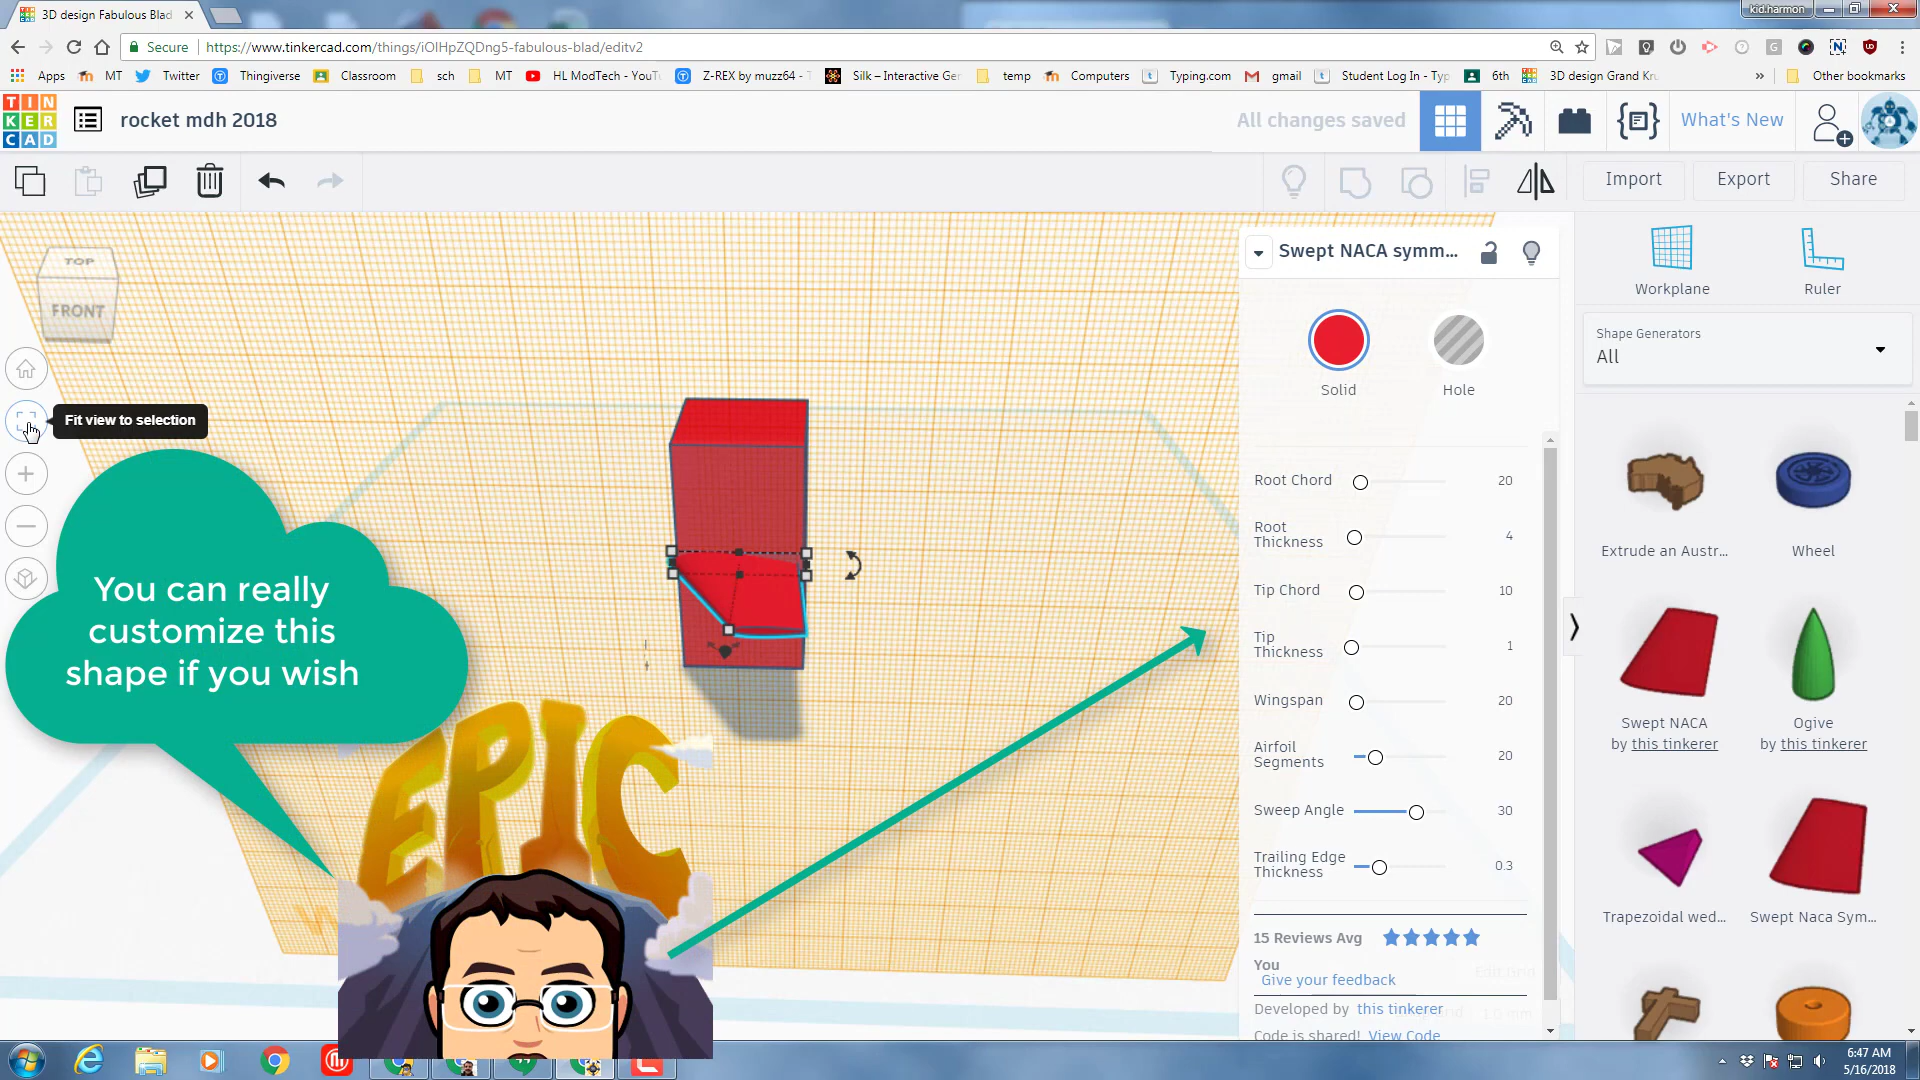 3D design Fabulous Blad
kid.harmon
Secure
https://www.tinkercad.com/things/iOlHpZQDng5-fabulous-blad/editv2
Apps
MT
Twitter
Thingiverse
Classroom
sch
MT
HL ModTech - YouTu
Z-REX by muzz64 - T
Silk – Interactive Gen
temp
Computers
Typing.com
gmail
Student Log In - Typ
6th
3D design Grand Kru
»
Other bookmarks
TIN
KER
CAD
rocket mdh 2018
All changes saved
What's New
Import
Export
Share
TOP
FRONT
Fit view to selection
You can really
customize this
shape if you wish
EPIC
Swept NACA symm...
Solid
Hole
Root Chord 20
Root
Thickness 4
Tip Chord 10
Tip
Thickness 1
Wingspan 20
Airfoil
Segments 20
Sweep Angle 30
Trailing Edge
Thickness 0.3
15 Reviews Avg
You
Give your feedback
Developed by this tinkerer
Code is shared! View Code
Workplane
Ruler
Shape Generators
All
Extrude an Austr...
Wheel
Swept NACA
by this tinkerer
Ogive
by this tinkerer
Trapezoidal wed...
Swept Naca Sym...
6:47 AM
5/16/2018